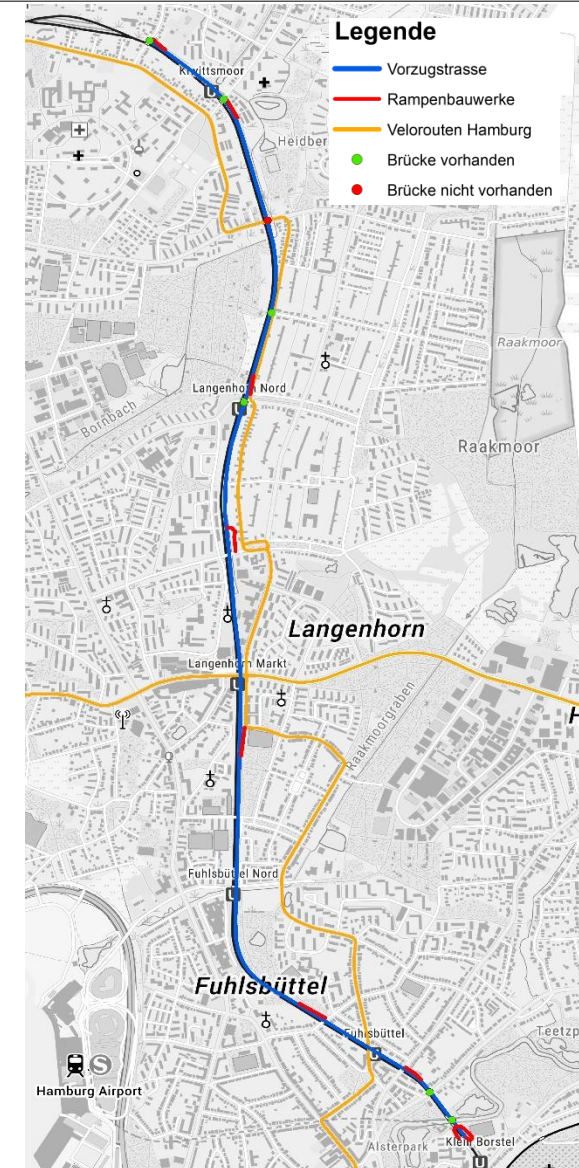 Legende
Vorzugstrasse
Rampenbauwerke
Velorouten Hamburg
Brücke vorhanden
Brücke nicht vorhanden
Kiwittsmoor
U
Heidber
Raakmoor
Langenhorn Nord
U
Bornbach
Raakmoor
Langenhorn
Langenhorn Markt
U
H
Raakmoorgraben
Fuhlsbüttel Nord
U
Fuhlsbüttel
Fuhlsbüttel
U
Teetzp
S
Hamburg Airport
Alsterpark
Klein Borstel
U